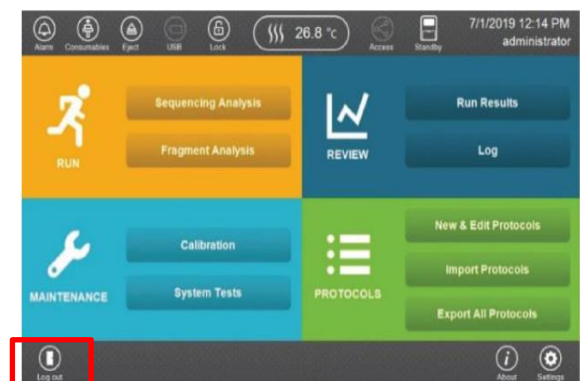 7/1/2019 12:14 PM
26.8 °c
administrator
Alarm Consumables Eject USB Lock Access Standby
Sequencing Analysis
Fragment Analysis
RUN
Run Results
Log
REVIEW
Calibration
System Tests
MAINTENANCE
New & Edit Protocols
Import Protocols
Export All Protocols
PROTOCOLS
Log out About Settings